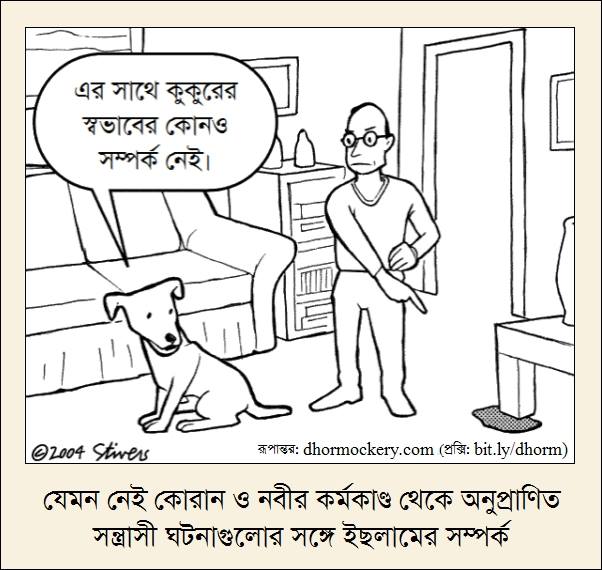 এর সাথে কুকুরের
স্বভাবের কোনও
সম্পর্ক নেই।
©2004 Stivers
রূপান্তর: dhormockery.com (প্রক্সি: bit.ly/dhorm)
যেমন নেই কোরান ও নবীর কর্মকাণ্ড থেকে অনুপ্রাণিত
সন্ত্রাসী ঘটনাগুলোর সঙ্গে ইছলামের সম্পর্ক